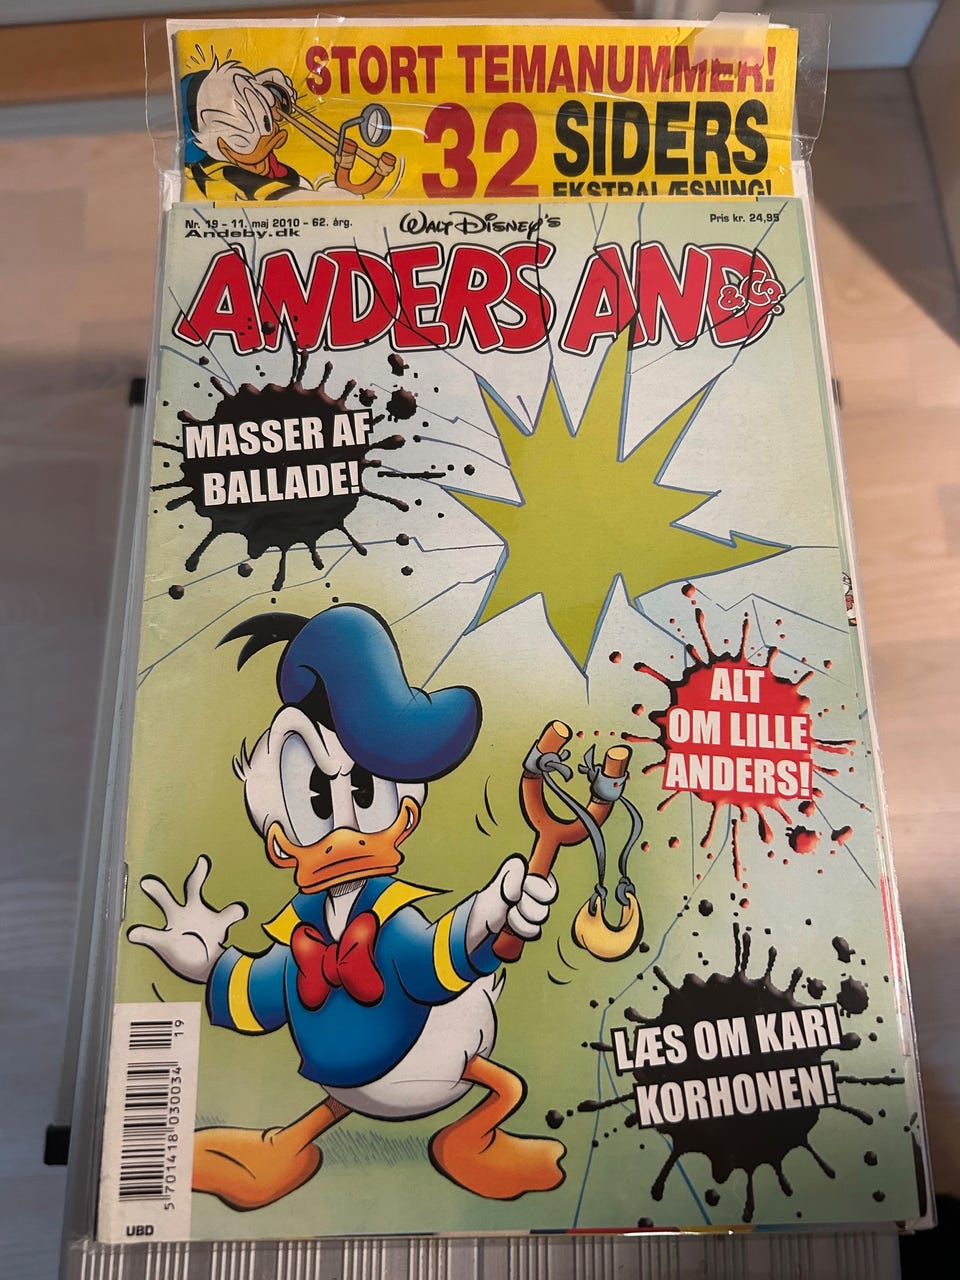 STORT TEMANUMMER!
32 SIDERS
EKSTRALÆSNING!
Nr. 19 - 11. maj 2010 - 62. årg.
Andeby.dk
Walt Disney's
Pris kr. 24,95
ANDERS AND
& Co.
MASSER AF
BALLADE!
ALT
OM LILLE
ANDERS!
LÆS OM KARI
KORHONEN!
19
5 701418 030034
UBD